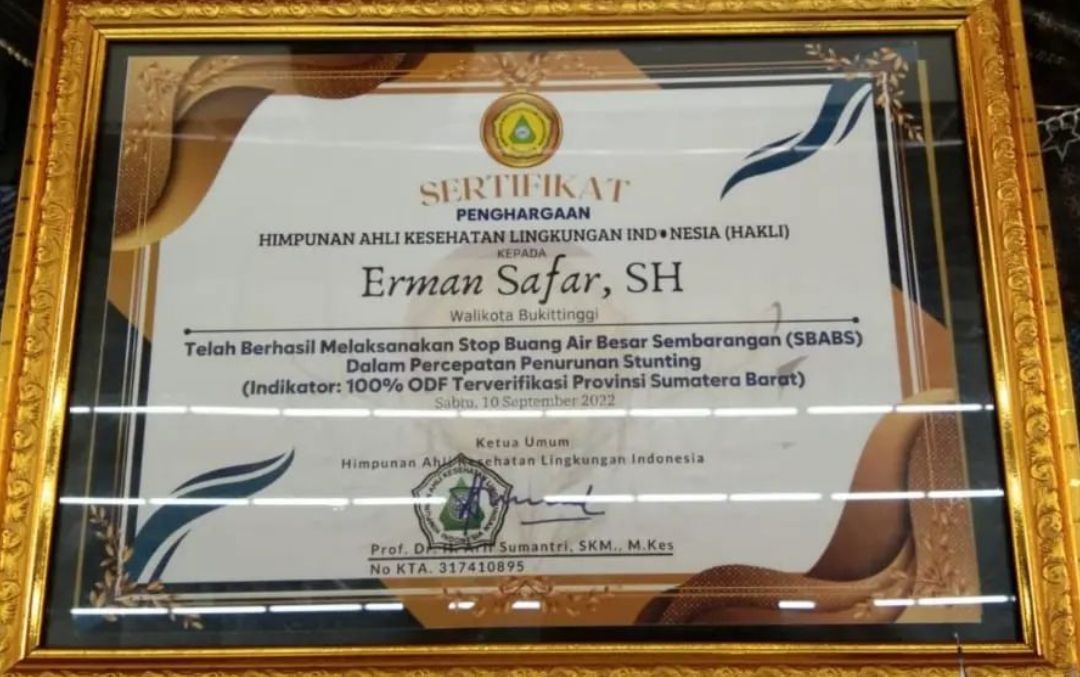 SERTIFIKAT
PENGHARGAAN
HIMPUNAN AHLI KESEHATAN LINGKUNGAN INDONESIA (HAKLI)
KEPADA
Erman Safar, SH
Walikota Bukittinggi
Telah Berhasil Melaksanakan Stop Buang Air Besar Sembarangan (SBABS)
Dalam Percepatan Penurunan Stunting
(Indikator: 100% ODF Terverifikasi Provinsi Sumatera Barat)
Sabtu, 10 September 2022
Ketua Umum
Himpunan Ahli Kesehatan Lingkungan Indonesia
Prof. Dr. H. Arif Sumantri, SKM., M.Kes
No KTA. 317410895